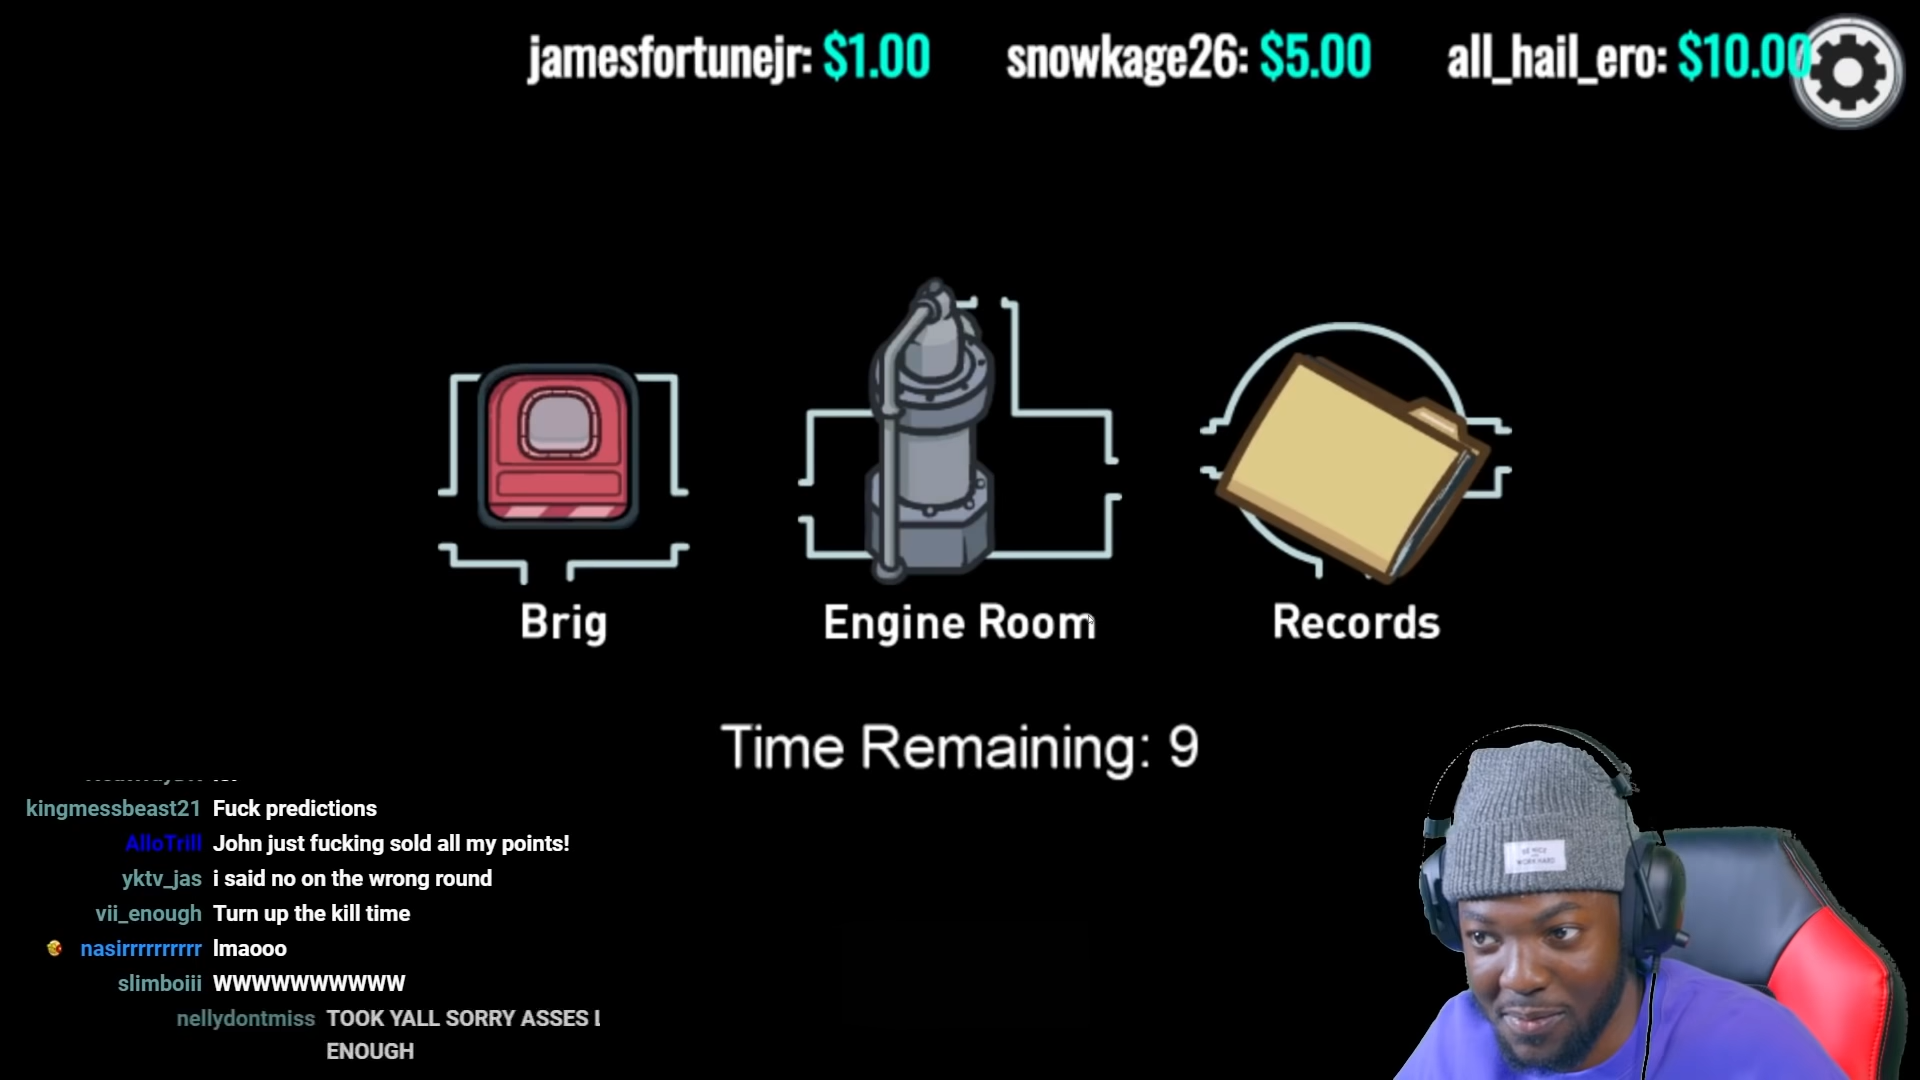 jamesfortunejr: $1.00 snowkage26: $5.00 all_hail_ero: $10.00
Brig Engine Room Records
Time Remaining: 9
kingmessbeast21 Fuck predictions
AlloTrill John just fucking sold all my points!
yktv_jas i said no on the wrong round
vii_enough Turn up the kill time
nasirrrrrrrrrr lmaooo
slimboiii WWWWWWWWWW
nellydontmiss TOOK YALL SORRY ASSES
ENOUGH